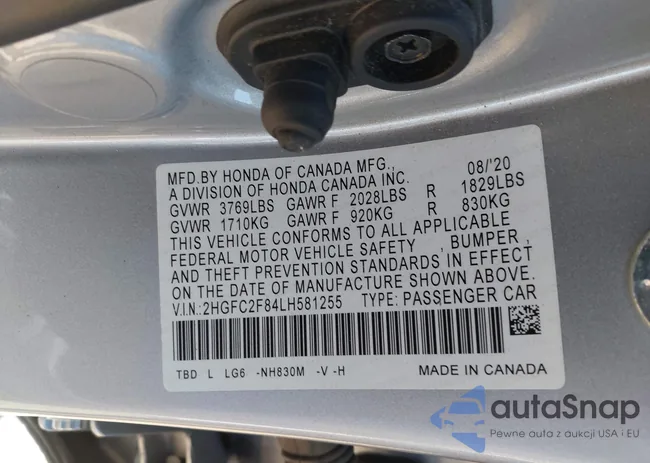 MFD.BY HONDA OF CANADA MFG., 08/'20
A DIVISION OF HONDA CANADA INC.
GVWR 3769LBS GAWR F 2028LBS R 1829LBS
GVWR 1710KG GAWR F 920KG R 830KG
THIS VEHICLE CONFORMS TO ALL APPLICABLE
FEDERAL MOTOR VEHICLE SAFETY , BUMPER,
AND THEFT PREVENTION STANDARDS IN EFFECT
ON THE DATE OF MANUFACTURE SHOWN ABOVE.
V.I.N.:2HGFC2F84LH581255 TYPE: PASSENGER CAR
TBD L LG6 -NH830M -V -H MADE IN CANADA
autaSnap
Pewne auta z aukcji USA i EU